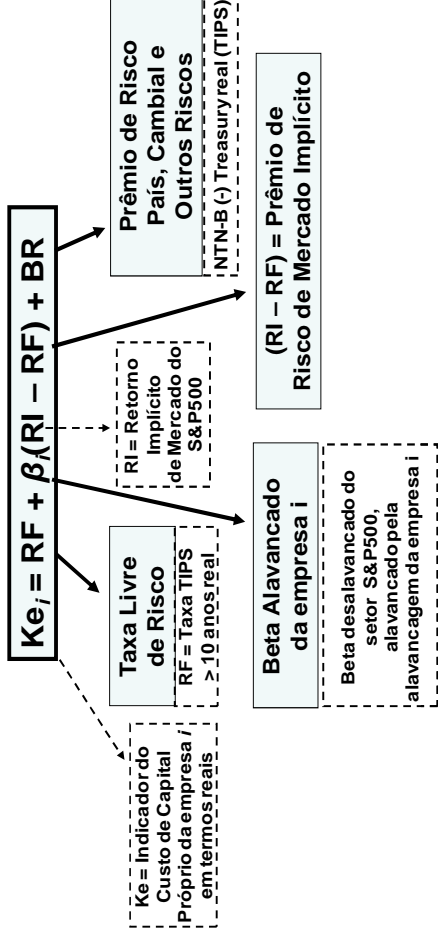 Ke i = RF + βi(RI – RF) + BR
Ke = Indicador do
Custo de Capital
Próprio da empresa i
em termos reais
Taxa Livre
de Risco
RF = Taxa TIPS
> 10 anos real
RI = Retorno
Implícito
de Mercado do
S&P500
Prêmio de Risco
País, Cambial e
Outros Riscos
NTN-B (-) Treasury real (TIPS)
Beta Alavancado
da empresa i
Beta desalavancado do
setor S&P500,
alavancado pela
alavancagem da empresa i
(RI – RF) = Prêmio de
Risco de Mercado Implícito